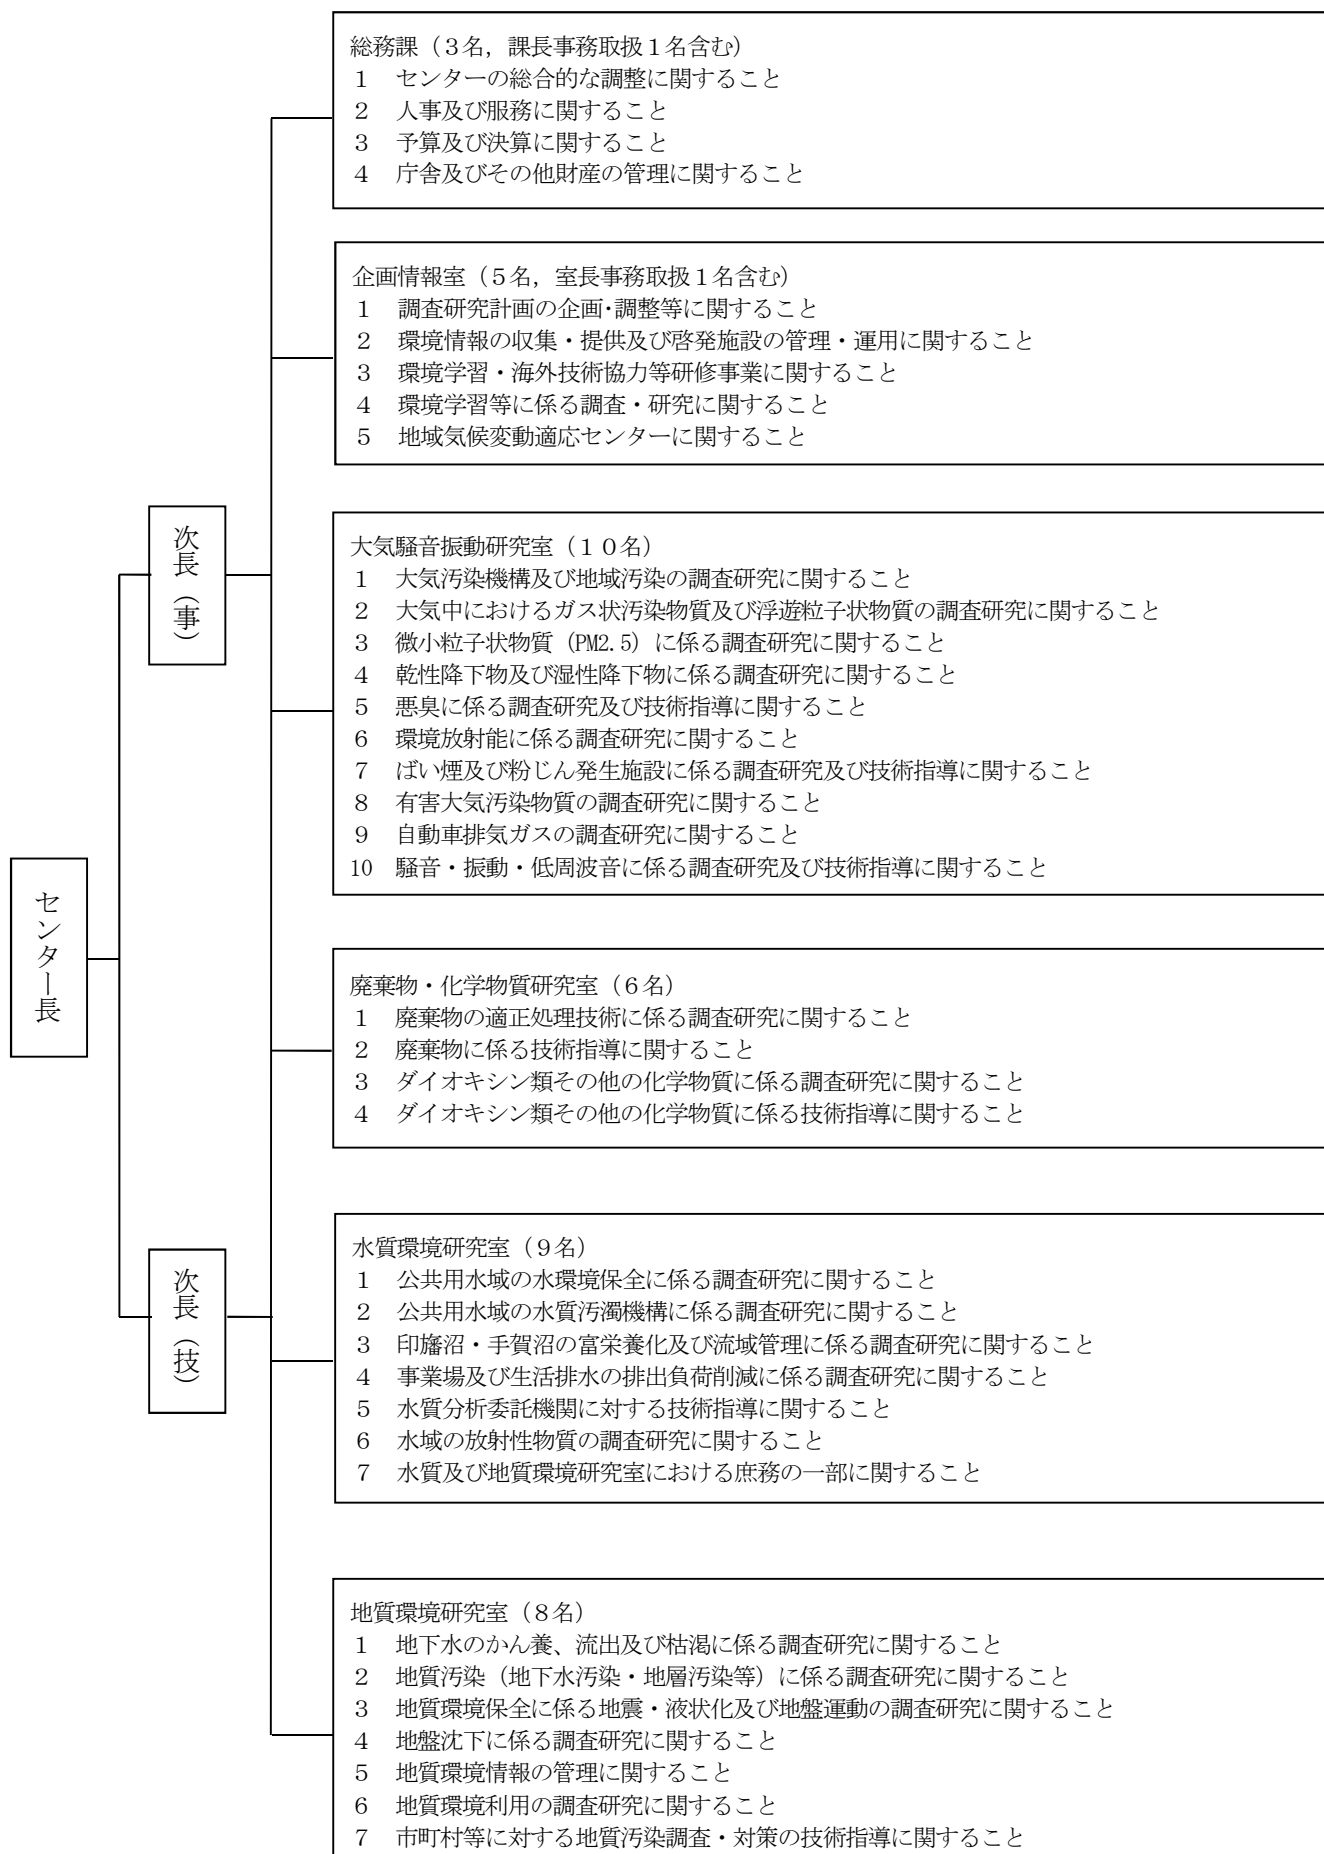 総務課（３名，課長事務取扱１名含む）
１　センターの総合的な調整に関すること
２　人事及び服務に関すること
３　予算及び決算に関すること
４　庁舎及びその他財産の管理に関すること
企画情報室（５名，室長事務取扱１名含む）
１　調査研究計画の企画・調整等に関すること
２　環境情報の収集・提供及び啓発施設の管理・運用に関すること
３　環境学習・海外技術協力等研修事業に関すること
４　環境学習等に係る調査・研究に関すること
５　地域気候変動適応センターに関すること
次長（事）
大気騒音振動研究室（１０名）
１　大気汚染機構及び地域汚染の調査研究に関すること
２　大気中におけるガス状汚染物質及び浮遊粒子状物質の調査研究に関すること
３　微小粒子状物質（PM2.5）に係る調査研究に関すること
４　乾性降下物及び湿性降下物に係る調査研究に関すること
５　悪臭に係る調査研究及び技術指導に関すること
６　環境放射能に係る調査研究に関すること
７　ばい煙及び粉じん発生施設に係る調査研究及び技術指導に関すること
８　有害大気汚染物質の調査研究に関すること
９　自動車排気ガスの調査研究に関すること
10　騒音・振動・低周波音に係る調査研究及び技術指導に関すること
センター長
廃棄物・化学物質研究室（６名）
１　廃棄物の適正処理技術に係る調査研究に関すること
２　廃棄物に係る技術指導に関すること
３　ダイオキシン類その他の化学物質に係る調査研究に関すること
４　ダイオキシン類その他の化学物質に係る技術指導に関すること
次長（技）
水質環境研究室（９名）
１　公共用水域の水環境保全に係る調査研究に関すること
２　公共用水域の水質汚濁機構に係る調査研究に関すること
３　印旛沼・手賀沼の富栄養化及び流域管理に係る調査研究に関すること
４　事業場及び生活排水の排出負荷削減に係る調査研究に関すること
５　水質分析委託機関に対する技術指導に関すること
６　水域の放射性物質の調査研究に関すること
７　水質及び地質環境研究室における庶務の一部に関すること
地質環境研究室（８名）
１　地下水のかん養、流出及び枯渇に係る調査研究に関すること
２　地質汚染（地下水汚染・地層汚染等）に係る調査研究に関すること
３　地質環境保全に係る地震・液状化及び地盤運動の調査研究に関すること
４　地盤沈下に係る調査研究に関すること
５　地質環境情報の管理に関すること
６　地質環境利用の調査研究に関すること
７　市町村等に対する地質汚染調査・対策の技術指導に関すること